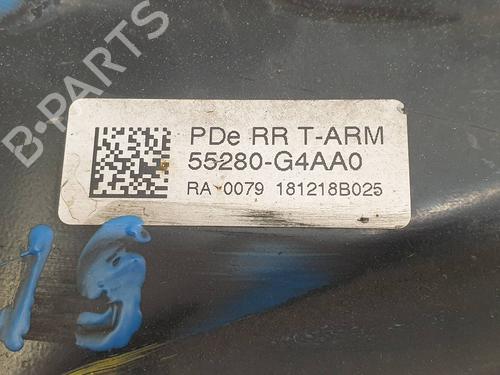 B-PARTS
PDe RR T-ARM
55280-G4AA0
RA 0079 181218B025